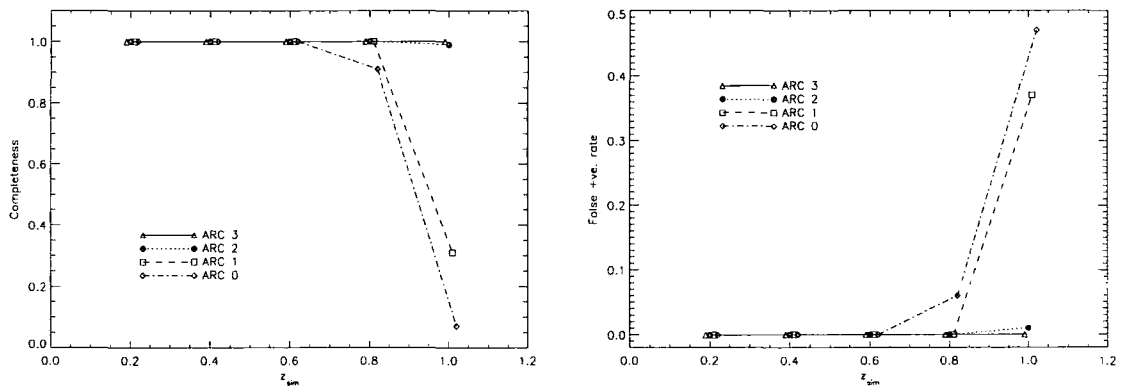 Completeness
1.0
0.8
0.6
0.4
0.2
0.0
ARC 3
ARC 2
ARC 1
ARC 0
0.0 0.2 0.4 0.6 0.8 1.0 1.2
z_sim
False +ve. rate
0.5
0.4
0.3
0.2
0.1
0.0
ARC 3
ARC 2
ARC 1
ARC 0
0.0 0.2 0.4 0.6 0.8 1.0 1.2
z_sim